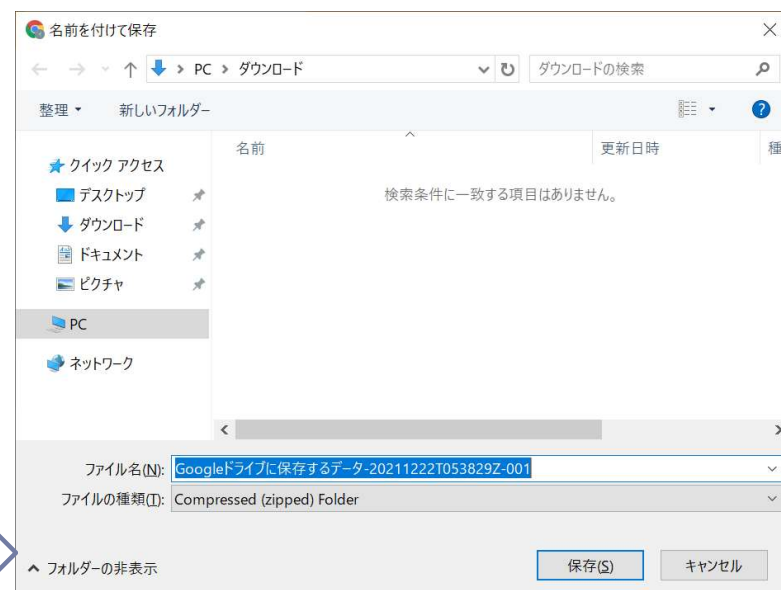 名前を付けて保存
PC > ダウンロード
ダウンロードの検索
整理
新しいフォルダー
名前
更新日時
種
クイック アクセス
検索条件に一致する項目はありません。
デスクトップ
ダウンロード
ドキュメント
ピクチャ
PC
ネットワーク
ファイル名(N): Googleドライブに保存するデータ-20211222T053829Z-001
ファイルの種類(T): Compressed (zipped) Folder
フォルダーの非表示
保存(S)
キャンセル